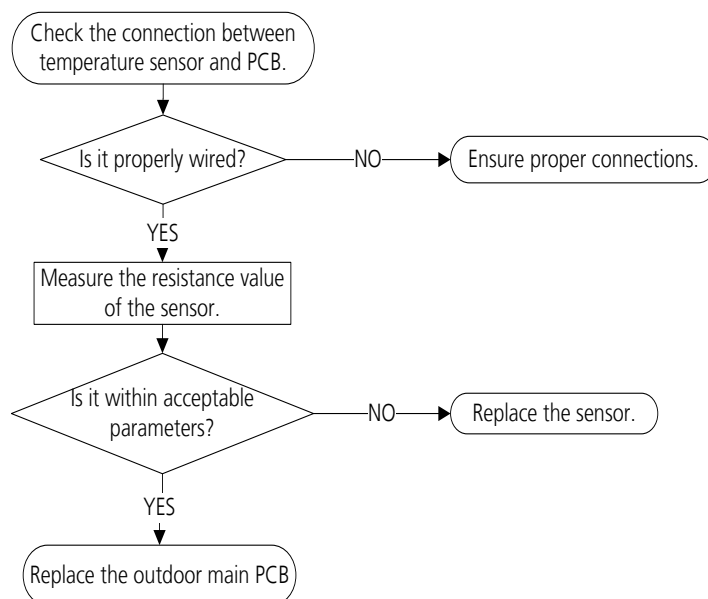 Check the connection between
temperature sensor and PCB.
Is it properly wired?
NO
Ensure proper connections.
YES
Measure the resistance value
of the sensor.
Is it within acceptable
parameters?
NO
Replace the sensor.
YES
Replace the outdoor main PCB